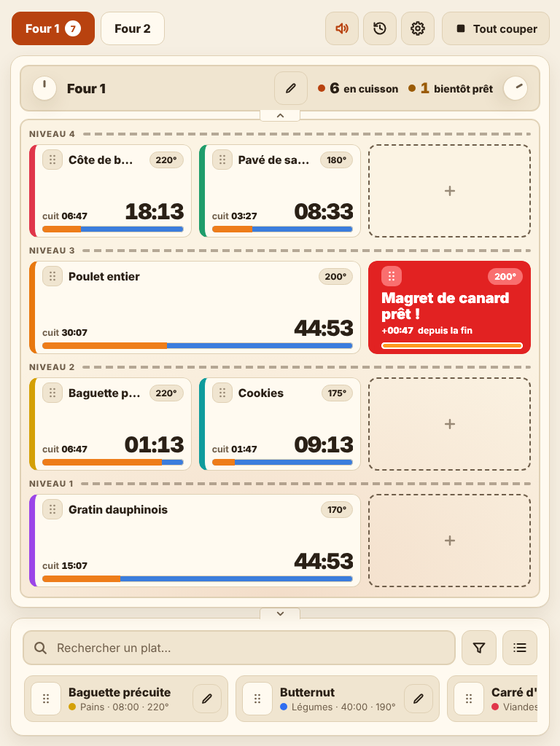 Four 1 7 Four 2 Tout couper
Four 1 6 en cuisson 1 bientôt prêt
NIVEAU 4
Côte de b… 220° Pavé de sa… 180°
cuit 06:47 18:13 cuit 03:27 08:33 +
NIVEAU 3
Poulet entier 200° 200°
Magret de canard
prêt !
cuit 30:07 44:53 +00:47 depuis la fin
NIVEAU 2
Baguette p… 220° Cookies 175°
cuit 06:47 01:13 cuit 01:47 09:13 +
NIVEAU 1
Gratin dauphinois 170°
cuit 15:07 44:53 +
Rechercher un plat…
Baguette précuite Butternut Carré d'
Pains · 08:00 · 220° Légumes · 40:00 · 190° Viandes